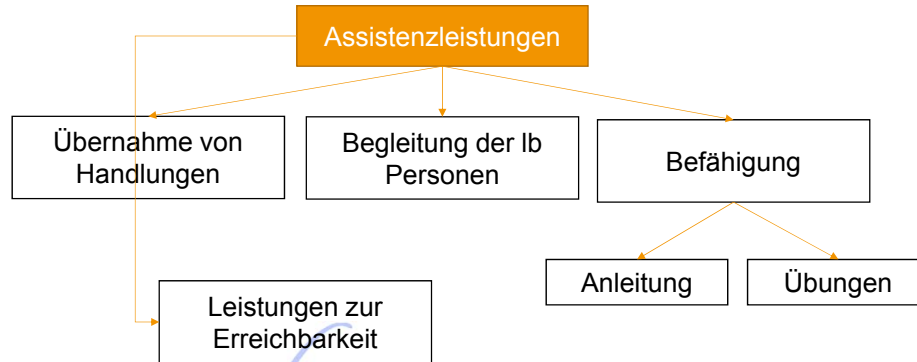 Assistenzleistungen
Übernahme von
Handlungen
Begleitung der lb
Personen
Befähigung
Anleitung
Übungen
Leistungen zur
Erreichbarkeit